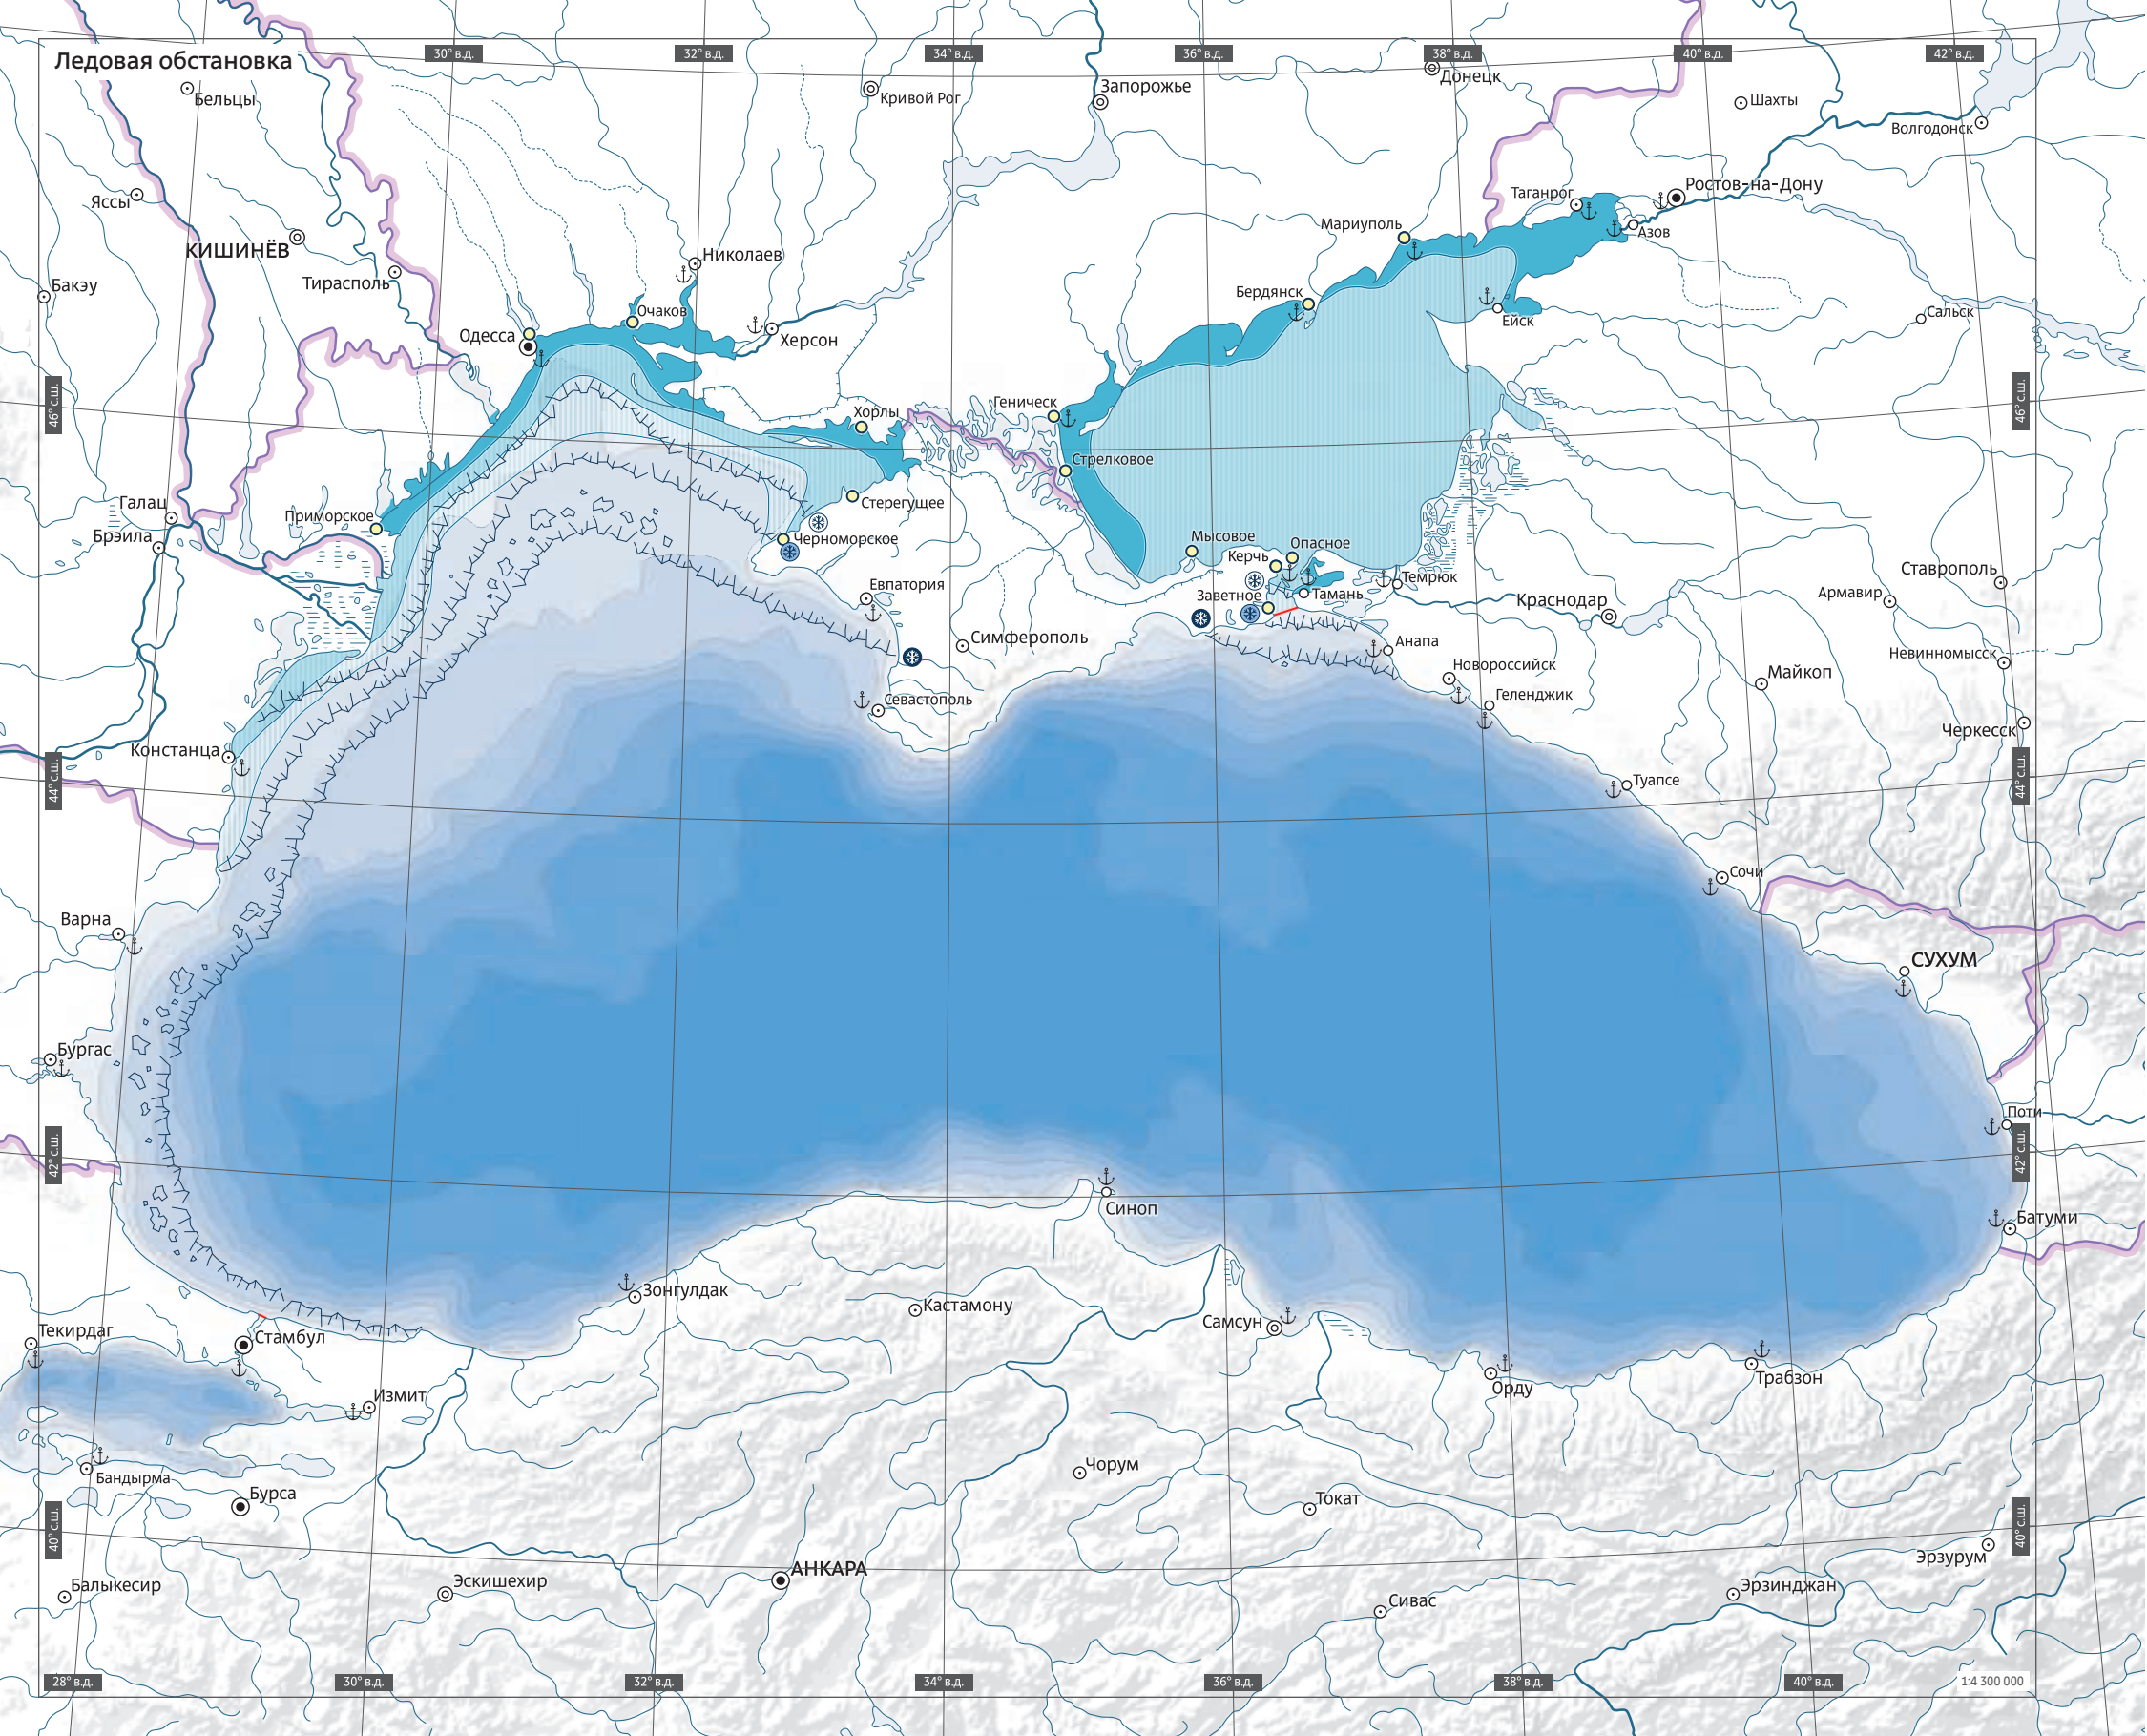 Ледовая обстановка
30° в.д.
32° в.д.
34° в.д.
36° в.д.
38° в.д.
40° в.д.
42° в.д.
Бельцы
Кривой Рог
Запорожье
Донецк
Шахты
Волгодонск
Яссы
Таганрог
Ростов-на-Дону
Мариуполь
Азов
КИШИНЁВ
Николаев
Бакэу
Тирасполь
Бердянск
Очаков
Ейск
Сальск
Одесса
Херсон
46° с.ш.
Хорлы
Геническ
46° с.ш.
Стрелковое
Галац
Приморское
Стерегущее
Брэила
Черноморское
Мысовое
Опасное
Керчь
Евпатория
Темрюк
Ставрополь
Заветное
Тамань
Краснодар
Армавир
Симферополь
Анапа
Невинномысск
Новороссийск
Майкоп
Севастополь
Геленджик
Черкесск
Констанца
44° с.ш.
Туапсе
44° с.ш.
Сочи
Варна
СУХУМ
Бургас
Поти
42° с.ш.
42° с.ш.
Синоп
Батуми
Зонгулдак
Кастамону
Самсун
Текирдаг
Стамбул
Трабзон
Орду
Измит
Бандырма
Чорум
Бурса
Токат
40° с.ш.
40° с.ш.
Эрзурум
АНКАРА
Балыкесир
Эскишехир
Эрзинджан
Сивас
28° в.д.
30° в.д.
32° в.д.
34° в.д.
36° в.д.
38° в.д.
40° в.д.
1:4 300 000